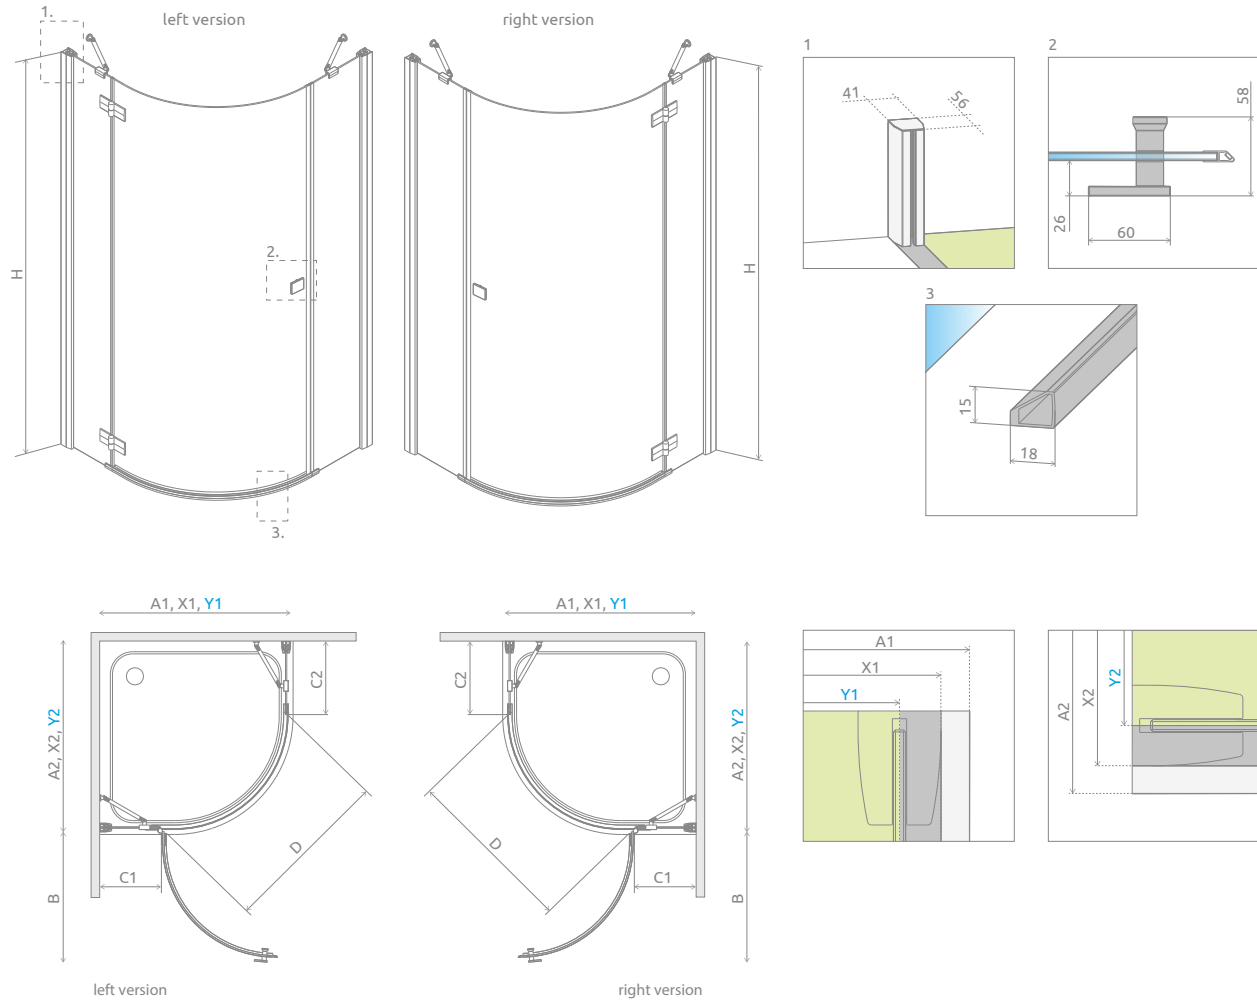 1.
left version
right version
H
2.
3.
H
1
41
56
2
58
26
60
3
15
18
A1, X1, Y1
A1, X1, Y1
C2
C2
A2, X2, Y2
A2, X2, Y2
D
D
C1
C1
B
B
left version
right version
A1
X1
Y1
A2
X2
Y2